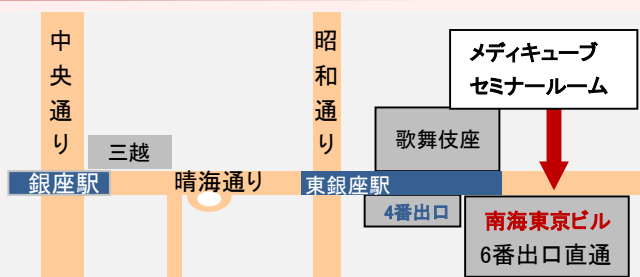 中央通り
昭和通り
メディキューブ
セミナールーム
三越
歌舞伎座
銀座駅
晴海通り
東銀座駅
4番出口
南海東京ビル
6番出口直通